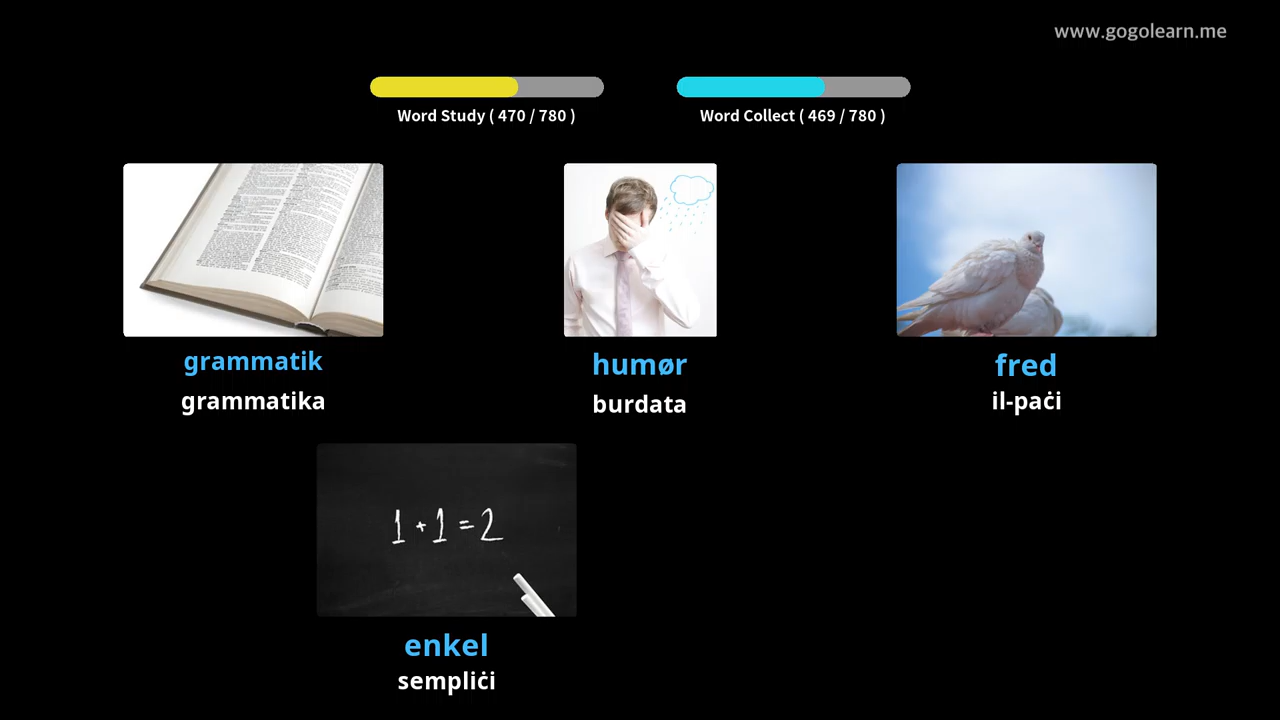 www.gogolearn.me
Word Study ( 470 / 780 )
Word Collect ( 469 / 780 )
grammatik
grammatika
humør
burdata
fred
il-paċi
1 + 1 = 2
enkel
sempliċi